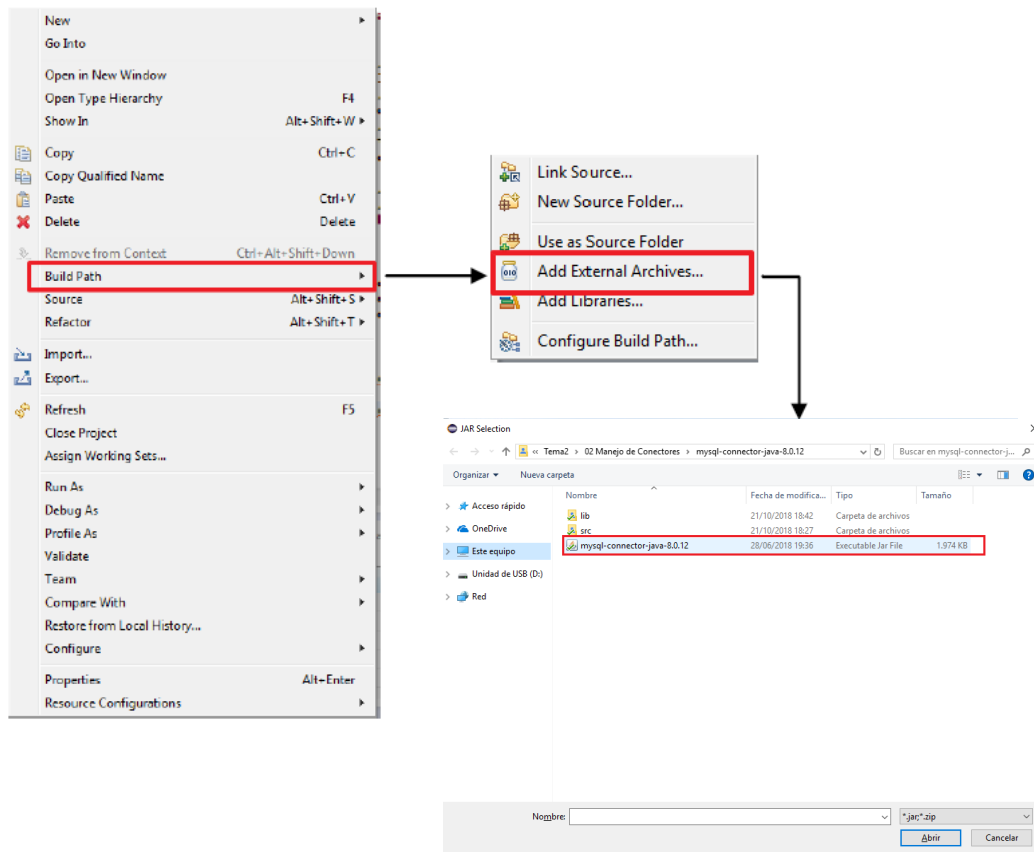 New
Go Into
Open in New Window
Open Type Hierarchy F4
Show In Alt+Shift+W
Copy Ctrl+C
Copy Qualified Name
Paste Ctrl+V
Delete Delete
Remove from Context Ctrl+Alt+Shift+Down
Build Path
Source Alt+Shift+S
Refactor Alt+Shift+T
Import...
Export...
Refresh F5
Close Project
Assign Working Sets...
Run As
Debug As
Profile As
Validate
Team
Compare With
Restore from Local History...
Configure
Properties Alt+Enter
Resource Configurations
Link Source...
New Source Folder...
Use as Source Folder
010 Add External Archives...
Add Libraries...
Configure Build Path...
JAR Selection
« Tema2 > 02 Manejo de Conectores > mysql-connector-java-8.0.12
Buscar en mysql-connector-j...
Organizar Nueva carpeta
Nombre Fecha de modifica... Tipo Tamaño
Acceso rápido
OneDrive
Este equipo
Unidad de USB (D:)
Red
lib 21/10/2018 18:42 Carpeta de archivos
src 21/10/2018 18:27 Carpeta de archivos
mysql-connector-java-8.0.12 28/06/2018 19:36 Executable Jar File 1.974 KB
Nombre: *.jar;*.zip
Abrir Cancelar